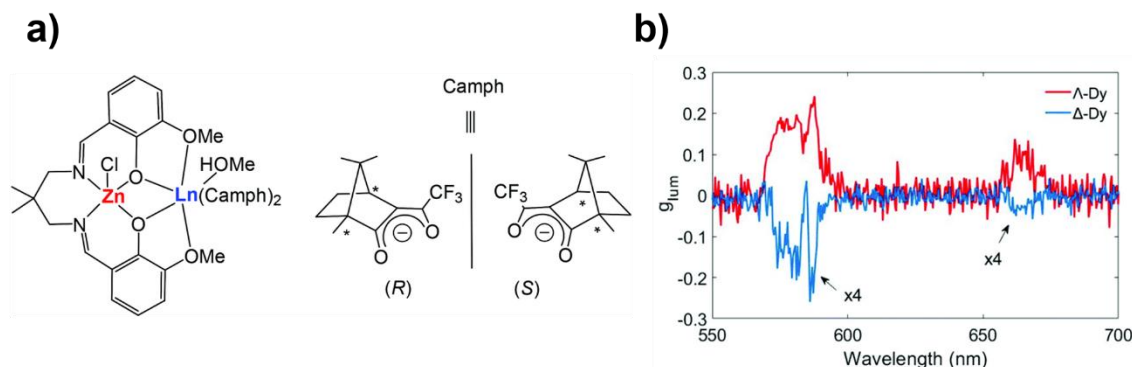 a)
b)
Cl
N
Zn
N
O
O
OMe
HOMe
Ln(Camph)2
OMe
Camph
*
*
CF3
O
O
(R)
CF3
O
O
*
*
(S)
0.3
0.2
0.1
0
-0.1
-0.2
-0.3
glum
Λ-Dy
Δ-Dy
x4
x4
550
600
650
700
Wavelength (nm)